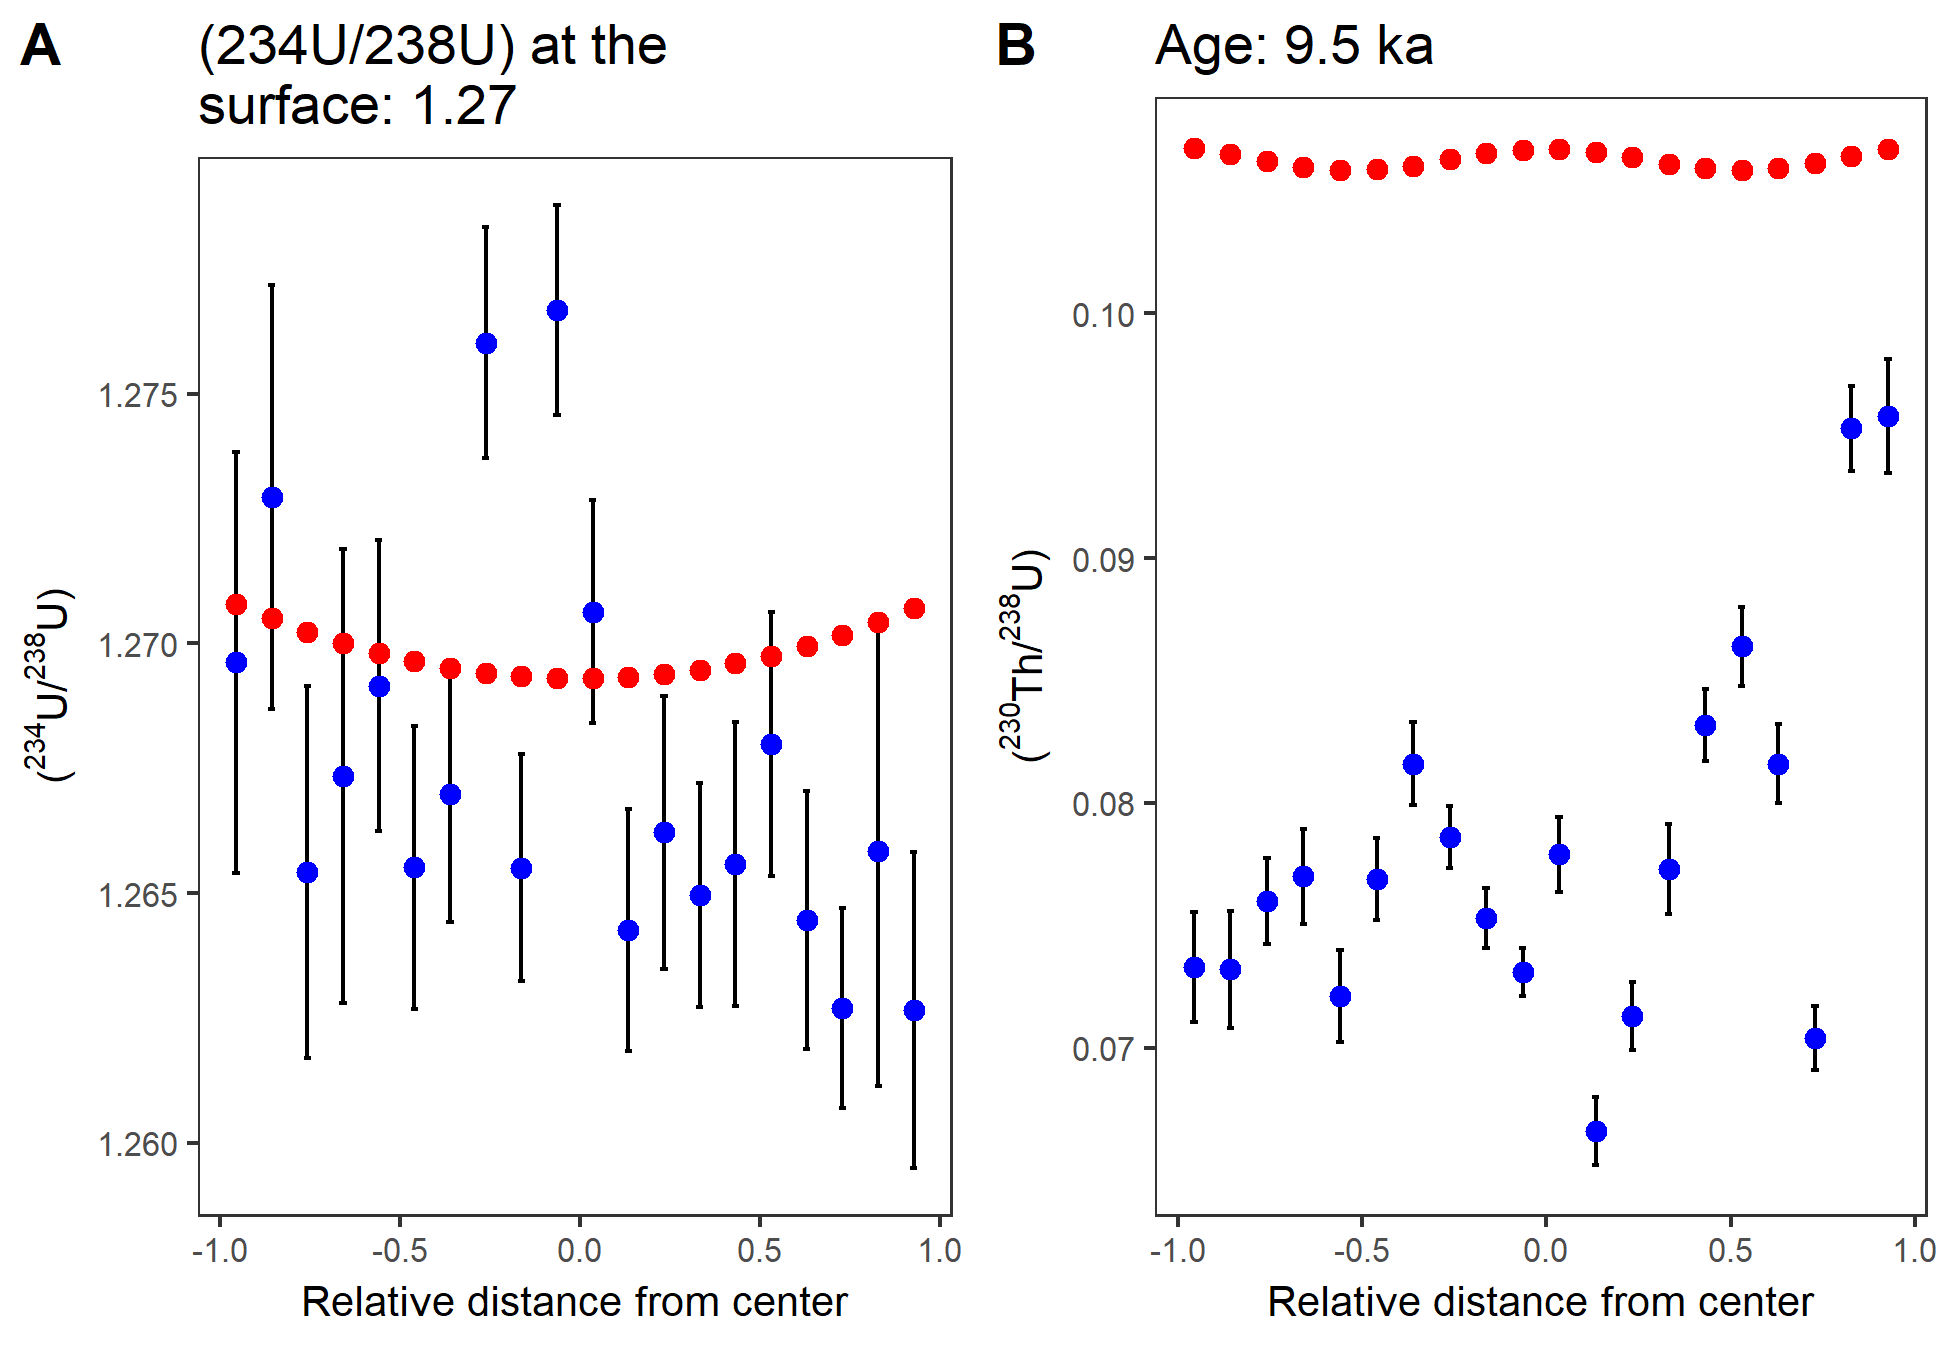 A
(234U/238U) at the
surface: 1.27
(²³⁴U/²³⁸U)
1.275
1.270
1.265
1.260
-1.0 -0.5 0.0 0.5 1.0
Relative distance from center
B
Age: 9.5 ka
(²³⁰Th/²³⁸U)
0.10
0.09
0.08
0.07
-1.0 -0.5 0.0 0.5 1.0
Relative distance from center